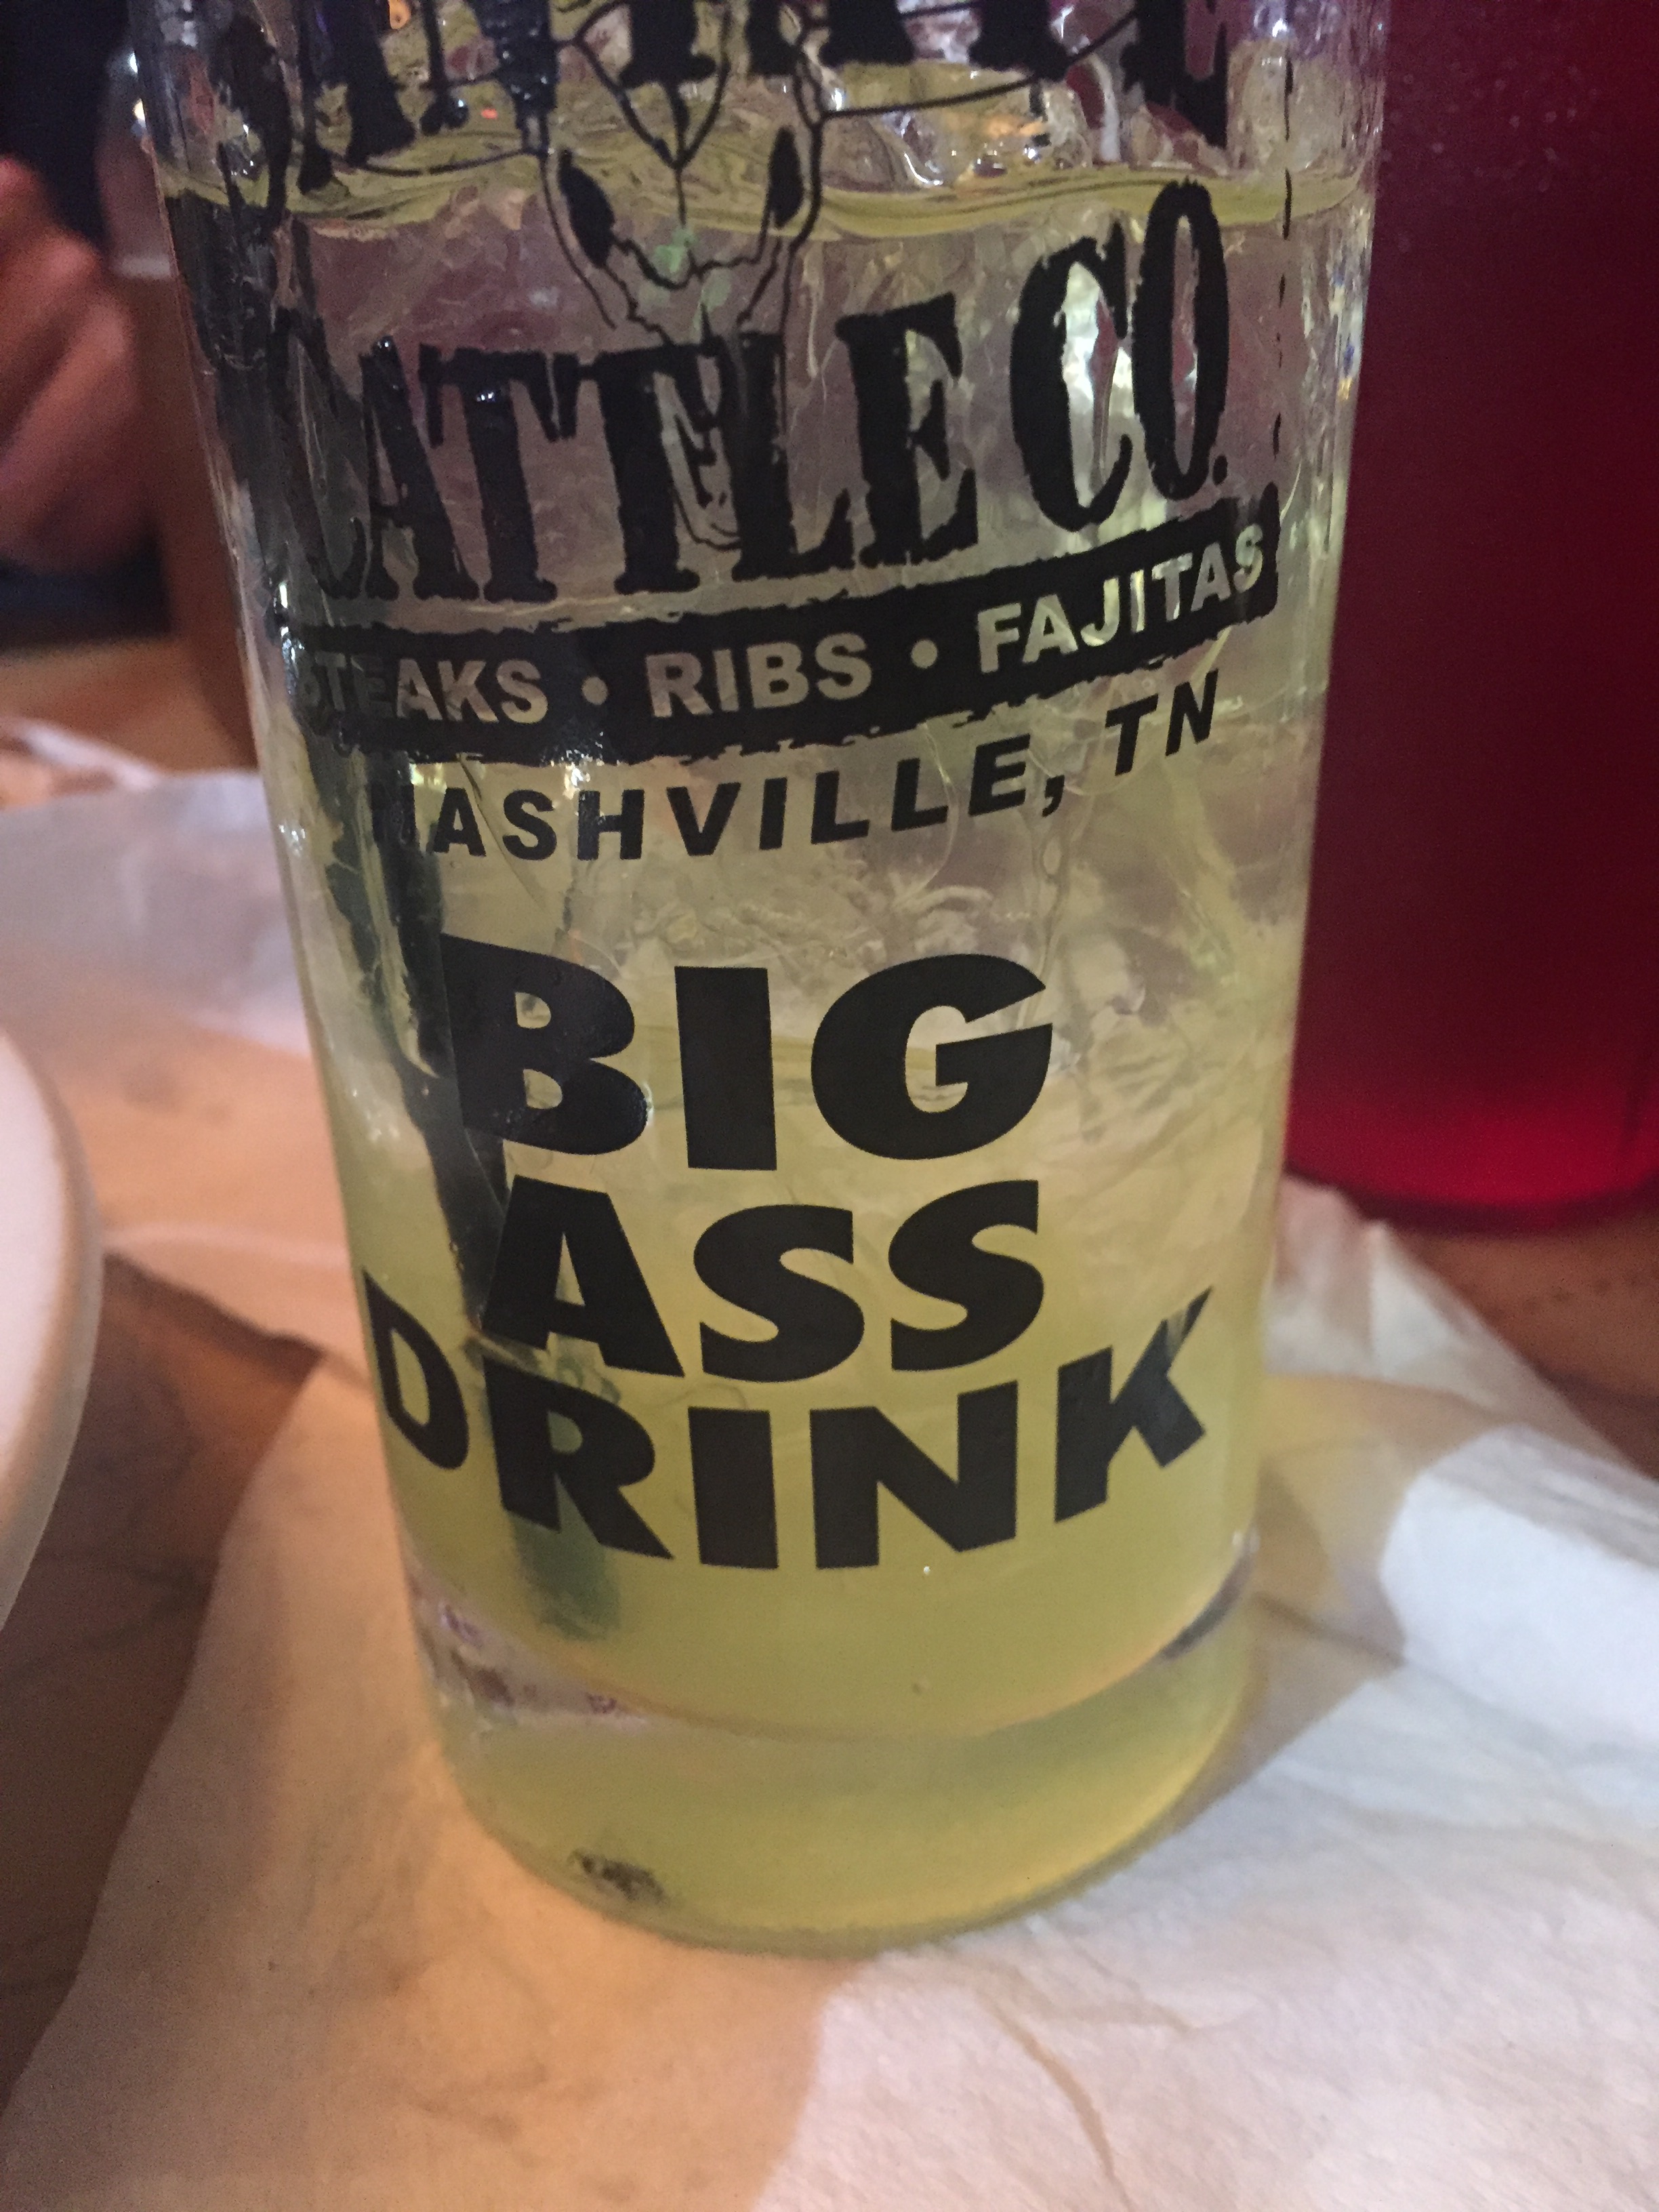 CATTLE CO.
STEAKS • RIBS • FAJITAS
NASHVILLE, TN
BIG
ASS
DRINK